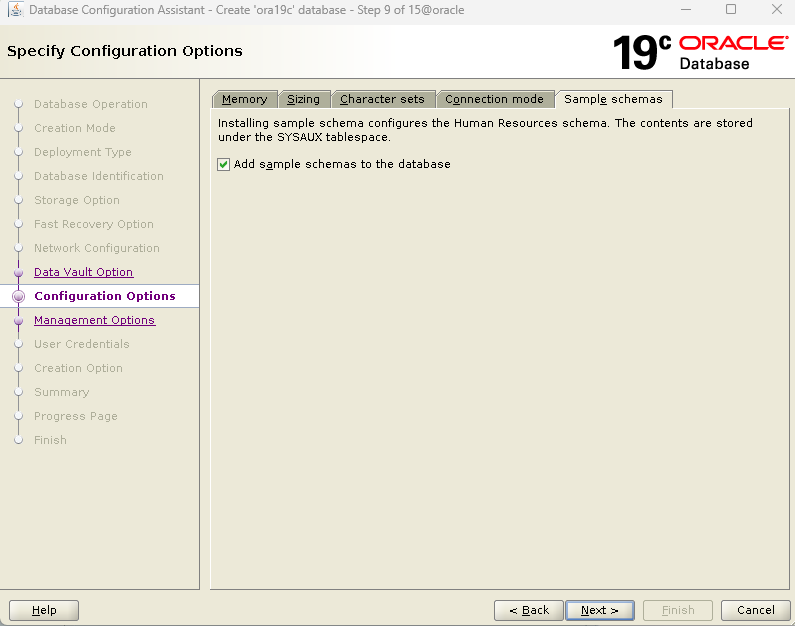 Database Configuration Assistant - Create 'ora19c' database - Step 9 of 15@oracle
Specify Configuration Options
19c ORACLE
Database
Database Operation
Creation Mode
Deployment Type
Database Identification
Storage Option
Fast Recovery Option
Network Configuration
Data Vault Option
Configuration Options
Management Options
User Credentials
Creation Option
Summary
Progress Page
Finish
Memory Sizing Character sets Connection mode Sample schemas
Installing sample schema configures the Human Resources schema. The contents are stored
under the SYSAUX tablespace.
Add sample schemas to the database
Help < Back Next > Finish Cancel